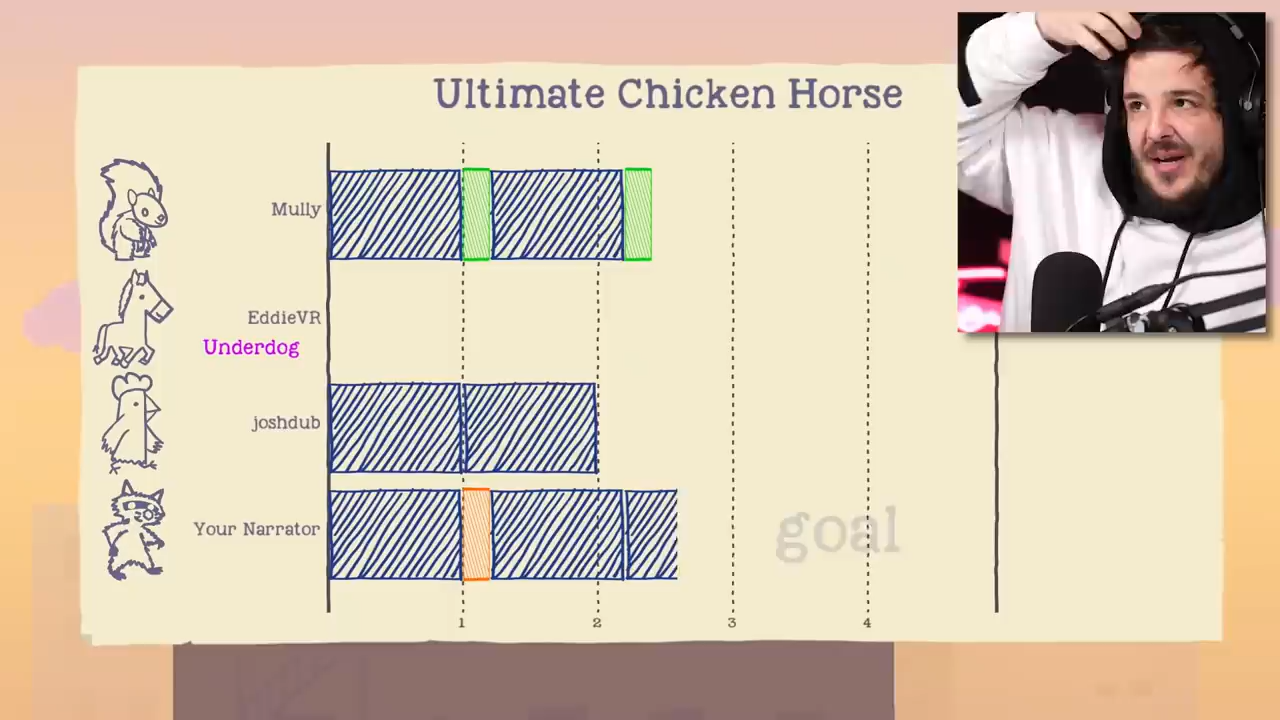 Ultimate Chicken Horse
Mully
EddieVR
Underdog
joshdub
Your Narrator
goal
1
2
3
4